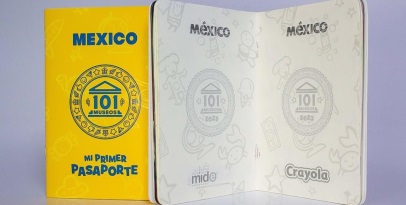 MEXICO
101
MUSEOS
MI PRIMER
PASAPORTE
MÉXICO
101
mido
MÉXICO
101
Crayola